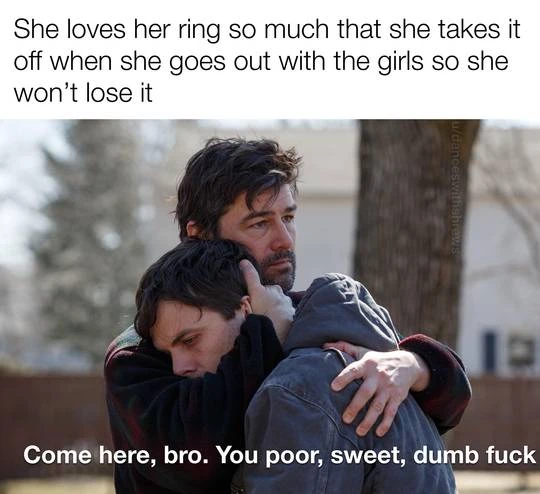 She loves her ring so much that she takes it
off when she goes out with the girls so she
won't lose it
u/danceswithshrews
Come here, bro. You poor, sweet, dumb fuck